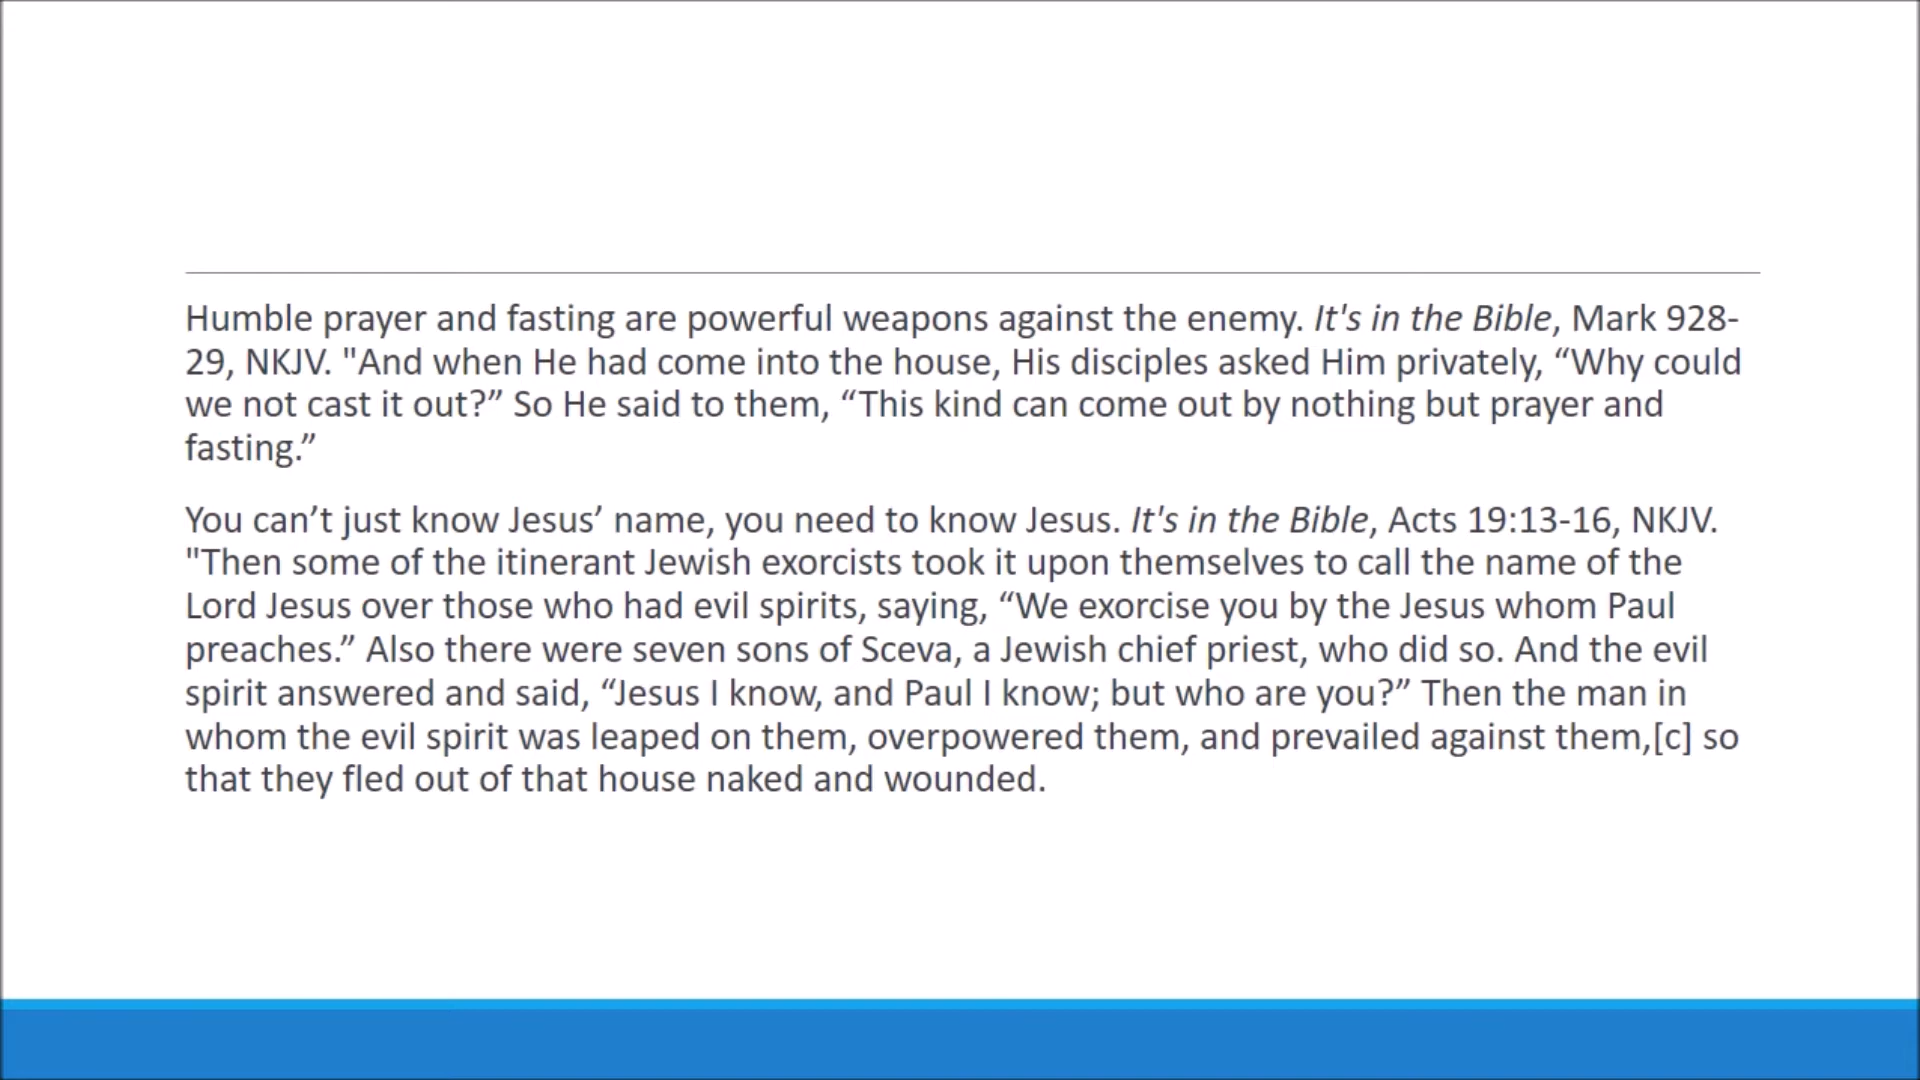 Humble prayer and fasting are powerful weapons against the enemy. It's in the Bible, Mark 928-
29, NKJV. "And when He had come into the house, His disciples asked Him privately, “Why could
we not cast it out?” So He said to them, “This kind can come out by nothing but prayer and
fasting.”
You can’t just know Jesus’ name, you need to know Jesus. It's in the Bible, Acts 19:13-16, NKJV.
"Then some of the itinerant Jewish exorcists took it upon themselves to call the name of the
Lord Jesus over those who had evil spirits, saying, “We exorcise you by the Jesus whom Paul
preaches.” Also there were seven sons of Sceva, a Jewish chief priest, who did so. And the evil
spirit answered and said, “Jesus I know, and Paul I know; but who are you?” Then the man in
whom the evil spirit was leaped on them, overpowered them, and prevailed against them,[c] so
that they fled out of that house naked and wounded.